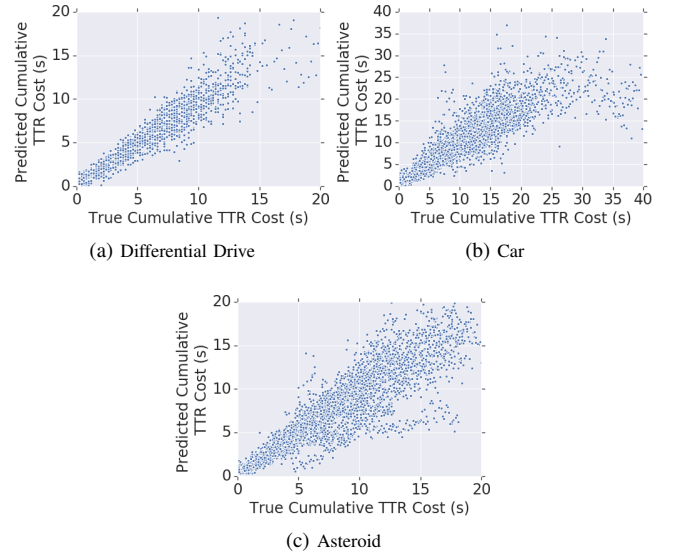 20
15
10
5
0
Predicted Cumulative
TTR Cost (s)
0 5 10 15 20
True Cumulative TTR Cost (s)
(a) Differential Drive
40
35
30
25
20
15
10
5
0
Predicted Cumulative
TTR Cost (s)
0 5 10 15 20 25 30 35 40
True Cumulative TTR Cost (s)
(b) Car
20
15
10
5
0
Predicted Cumulative
TTR Cost (s)
0 5 10 15 20
True Cumulative TTR Cost (s)
(c) Asteroid